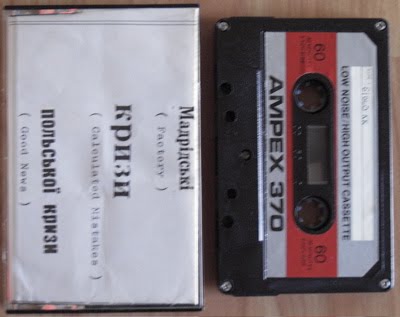 Мадрідські
( Factory )
кризи
( Calculated Mistakes )
польської кризи
( Good News )
LOW NOISE/HIGH OUTPUT CASSETTE
AMPEX 370
60
60